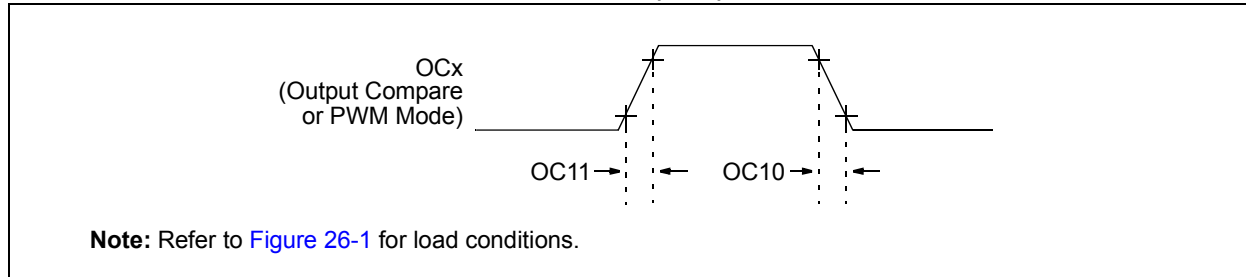 OCx
(Output Compare
or PWM Mode)
OC11
OC10
Note: Refer to Figure 26-1 for load conditions.